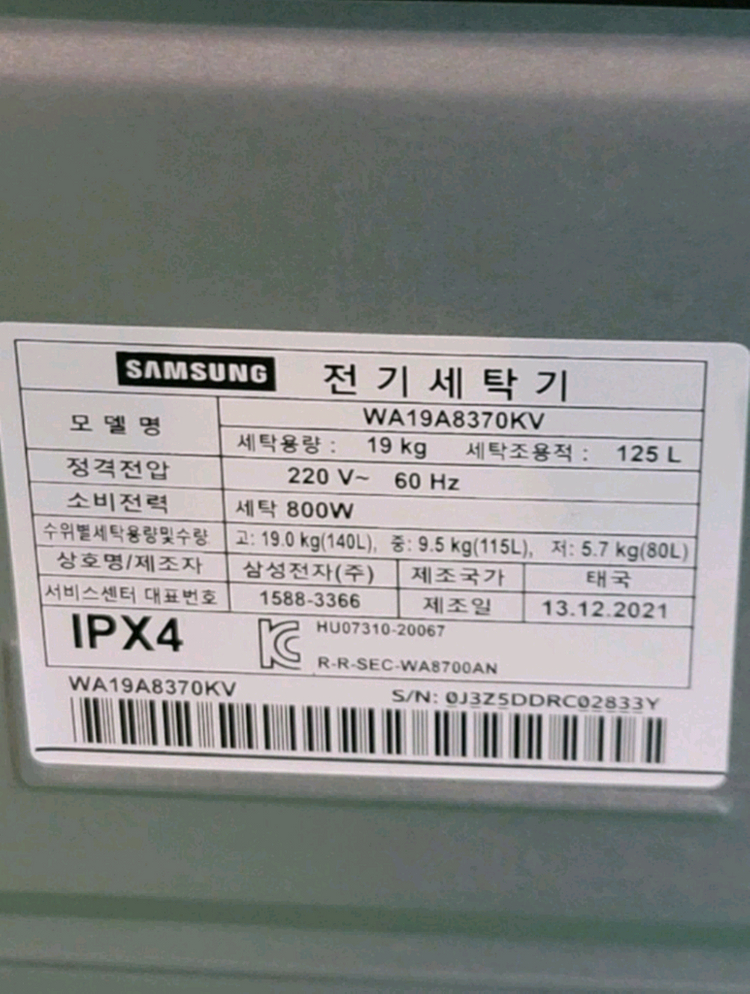 SAMSUNG 전기세탁기
모델명 WA19A8370KV
세탁용량 : 19 kg 세탁조용적 : 125 L
정격전압 220 V~ 60 Hz
소비전력 세탁 800W
수위별세탁용량및수량 고: 19.0 kg(140L), 중: 9.5 kg(115L), 저: 5.7 kg(80L)
상호명/제조자 삼성전자(주) 제조국가 태국
서비스센터 대표번호 1588-3366 제조일 13.12.2021
IPX4 HU07310-20067
R-R-SEC-WA8700AN
WA19A8370KV S/N: 0J3Z5DDRC02833Y